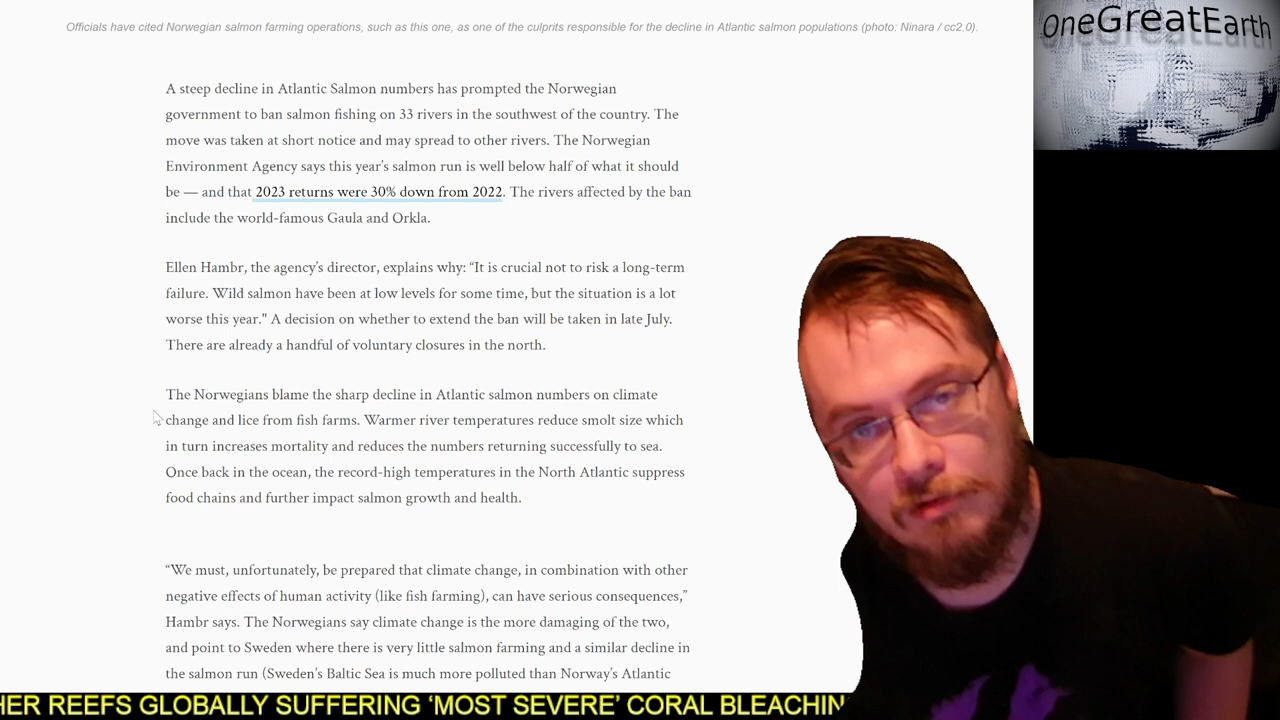 Officials have cited Norwegian salmon farming operations, such as this one, as one of the culprits responsible for the decline in Atlantic salmon populations (photo: Ninara / cc2.0).
OneGreatEarth
A steep decline in Atlantic Salmon numbers has prompted the Norwegian
government to ban salmon fishing on 33 rivers in the southwest of the country. The
move was taken at short notice and may spread to other rivers. The Norwegian
Environment Agency says this year’s salmon run is well below half of what it should
be — and that 2023 returns were 30% down from 2022. The rivers affected by the ban
include the world-famous Gaula and Orkla.
Ellen Hambr, the agency’s director, explains why: “It is crucial not to risk a long-term
failure. Wild salmon have been at low levels for some time, but the situation is a lot
worse this year." A decision on whether to extend the ban will be taken in late July.
There are already a handful of voluntary closures in the north.
The Norwegians blame the sharp decline in Atlantic salmon numbers on climate
change and lice from fish farms. Warmer river temperatures reduce smolt size which
in turn increases mortality and reduces the numbers returning successfully to sea.
Once back in the ocean, the record-high temperatures in the North Atlantic suppress
food chains and further impact salmon growth and health.
“We must, unfortunately, be prepared that climate change, in combination with other
negative effects of human activity (like fish farming), can have serious consequences,”
Hambr says. The Norwegians say climate change is the more damaging of the two,
and point to Sweden where there is very little salmon farming and a similar decline in
the salmon run (Sweden’s Baltic Sea is much more polluted than Norway’s Atlantic
HER REEFS GLOBALLY SUFFERING ‘MOST SEVERE’ CORAL BLEACHIN